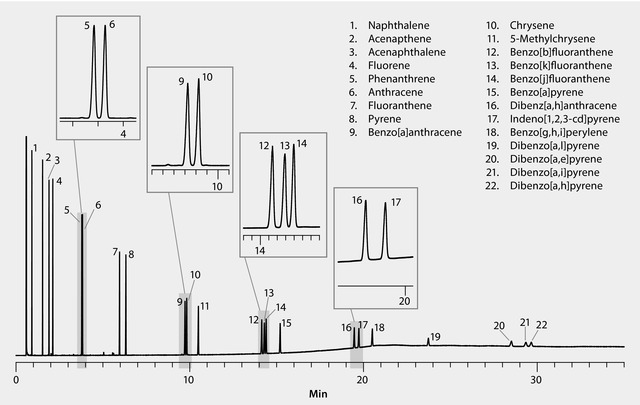 1. Naphthalene
2. Acenapthene
3. Acenaphthalene
4. Fluorene
5. Phenanthrene
6. Anthracene
7. Fluoranthene
8. Pyrene
9. Benzo[a]anthracene
10. Chrysene
11. 5-Methylchrysene
12. Benzo[b]fluoranthene
13. Benzo[k]fluoranthene
14. Benzo[j]fluoranthene
15. Benzo[a]pyrene
16. Dibenz[a,h]anthracene
17. Indeno[1,2,3-cd]pyrene
18. Benzo[g,h,i]perylene
19. Dibenzo[a,l]pyrene
20. Dibenzo[a,e]pyrene
21. Dibenzo[a,i]pyrene
22. Dibenzo[a,h]pyrene
5 6
4
9 10
10
12 13 14
14
16 17
20
1
2
3
4
5 6
7 8
9 10
11
12 13 14
15
16 17 18
19
20 21 22
0 10 20 30
Min